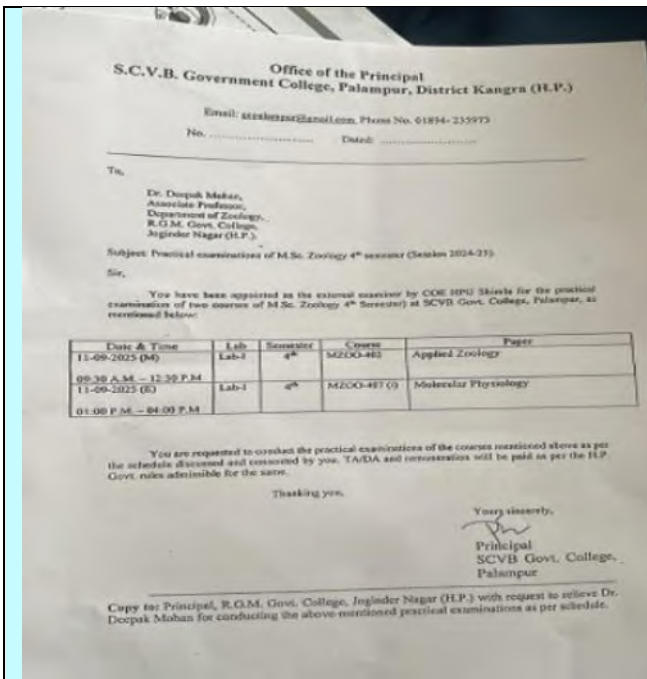 Office of the Principal
S.C.V.B. Government College, Palampur, District Kangra (H.P.)
Email: Phone No. 01894- 235973
No. ........................ Dated: ........................
To,
Dr. Deepak Mohan,
Associate Professor,
Department of Zoology,
R.G.M. Govt. College,
Joginder Nagar (H.P.).
Subject: Practical examinations of M.Sc. Zoology 4th semester (Session 2024-25)
Sir,
You have been appointed as the external examiner by COE HPU Shimla for the practical
examination of two courses of M.Sc. Zoology 4th Semester) at SCVB Govt. College, Palampur, as
mentioned below:
Date & Time Lab Semester Course Paper
11-09-2025 (M) Lab-I 4th MZOO-402 Applied Zoology
09:30 A.M. – 12:30 P.M
11-09-2025 (E) Lab-I 4th MZOO-407 (i) Molecular Physiology
01:00 P.M. – 04:00 P.M
You are requested to conduct the practical examinations of the courses mentioned above as per
the schedule discussed and consented by you. TA/DA and remuneration will be paid as per the H.P.
Govt. rules admissible for the same.
Thanking you,
Yours sincerely,
Principal
SCVB Govt. College,
Palampur
Copy to: Principal, R.G.M. Govt. College, Joginder Nagar (H.P.) with request to relieve Dr.
Deepak Mohan for conducting the above-mentioned practical examinations as per schedule.